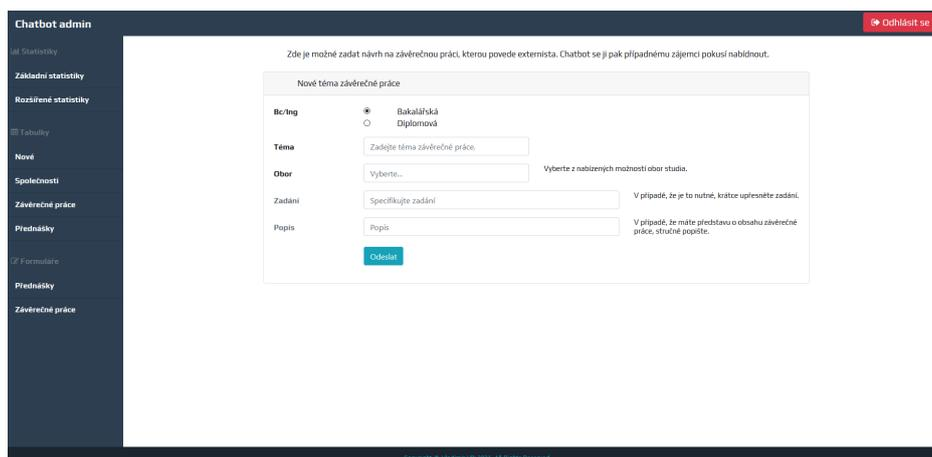 Chatbot admin
Odhlásit se
Statistiky
Základní statistiky
Rozšířené statistiky
Tabulky
Nové
Společnosti
Závěrečné práce
Přednášky
Formuláře
Přednášky
Závěrečné práce
Zde je možné zadat návrh na závěrečnou práci, kterou povede externista. Chatbot se ji pak případnému zájemci pokusí nabídnout.
Nové téma závěrečné práce
Bc/Ing
Bakalářská
Diplomová
Téma
Zadejte téma závěrečné práce.
Obor
Vyberte...
Vyberte z nabízených možností obor studia.
Zadání
Specifikujte zadání
V případě, že je to nutné, krátce upřesněte zadání.
Popis
Popis
V případě, že máte představu o obsahu závěrečné
práce, stručně popište.
Odeslat